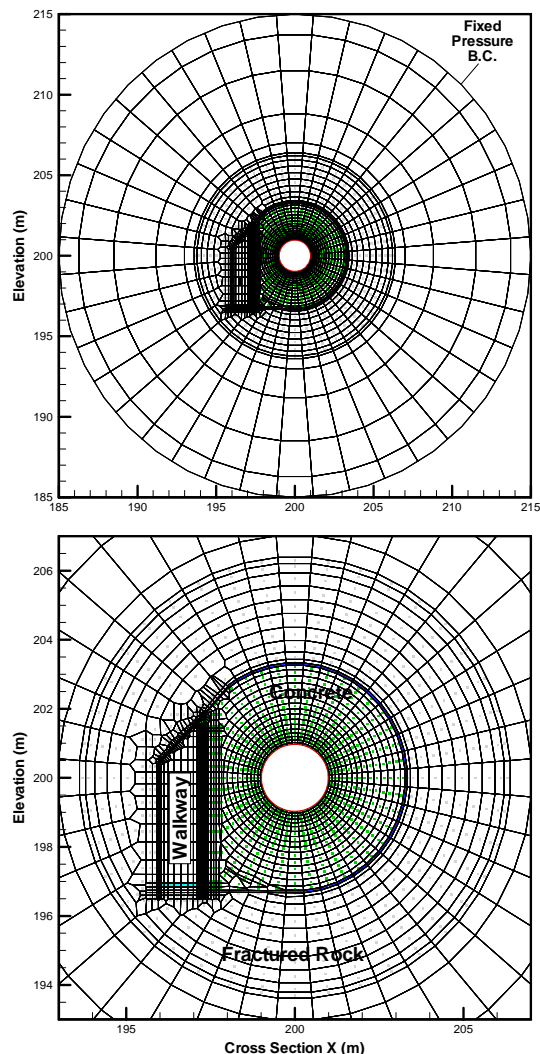 215
Fixed
Pressure
B.C.
210
205
200
195
190
185
Elevation (m)
185 190 195 200 205 210 215
206
204
202
200
198
196
194
Elevation (m)
Concrete
Walkway
Fractured Rock
195 200 205
Cross Section X (m)